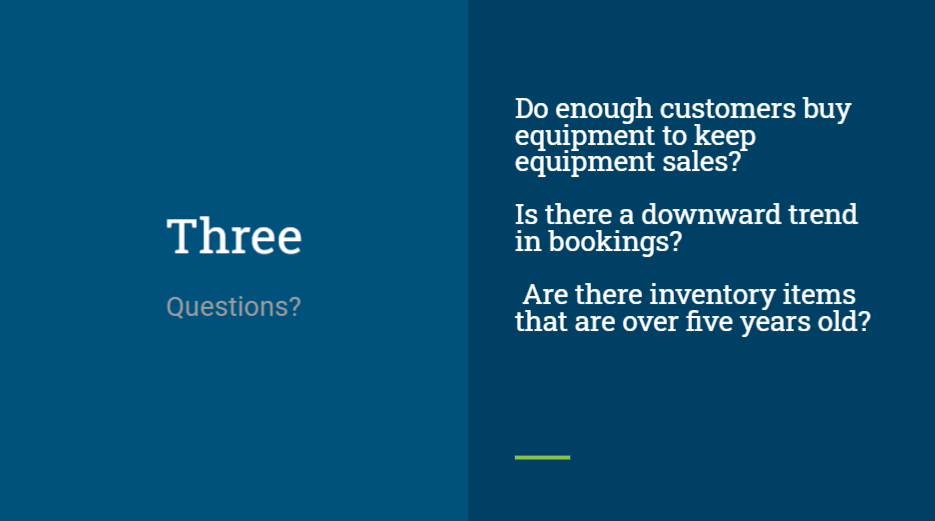 Three
Questions?
Do enough customers buy
equipment to keep
equipment sales?
Is there a downward trend
in bookings?
Are there inventory items
that are over five years old?